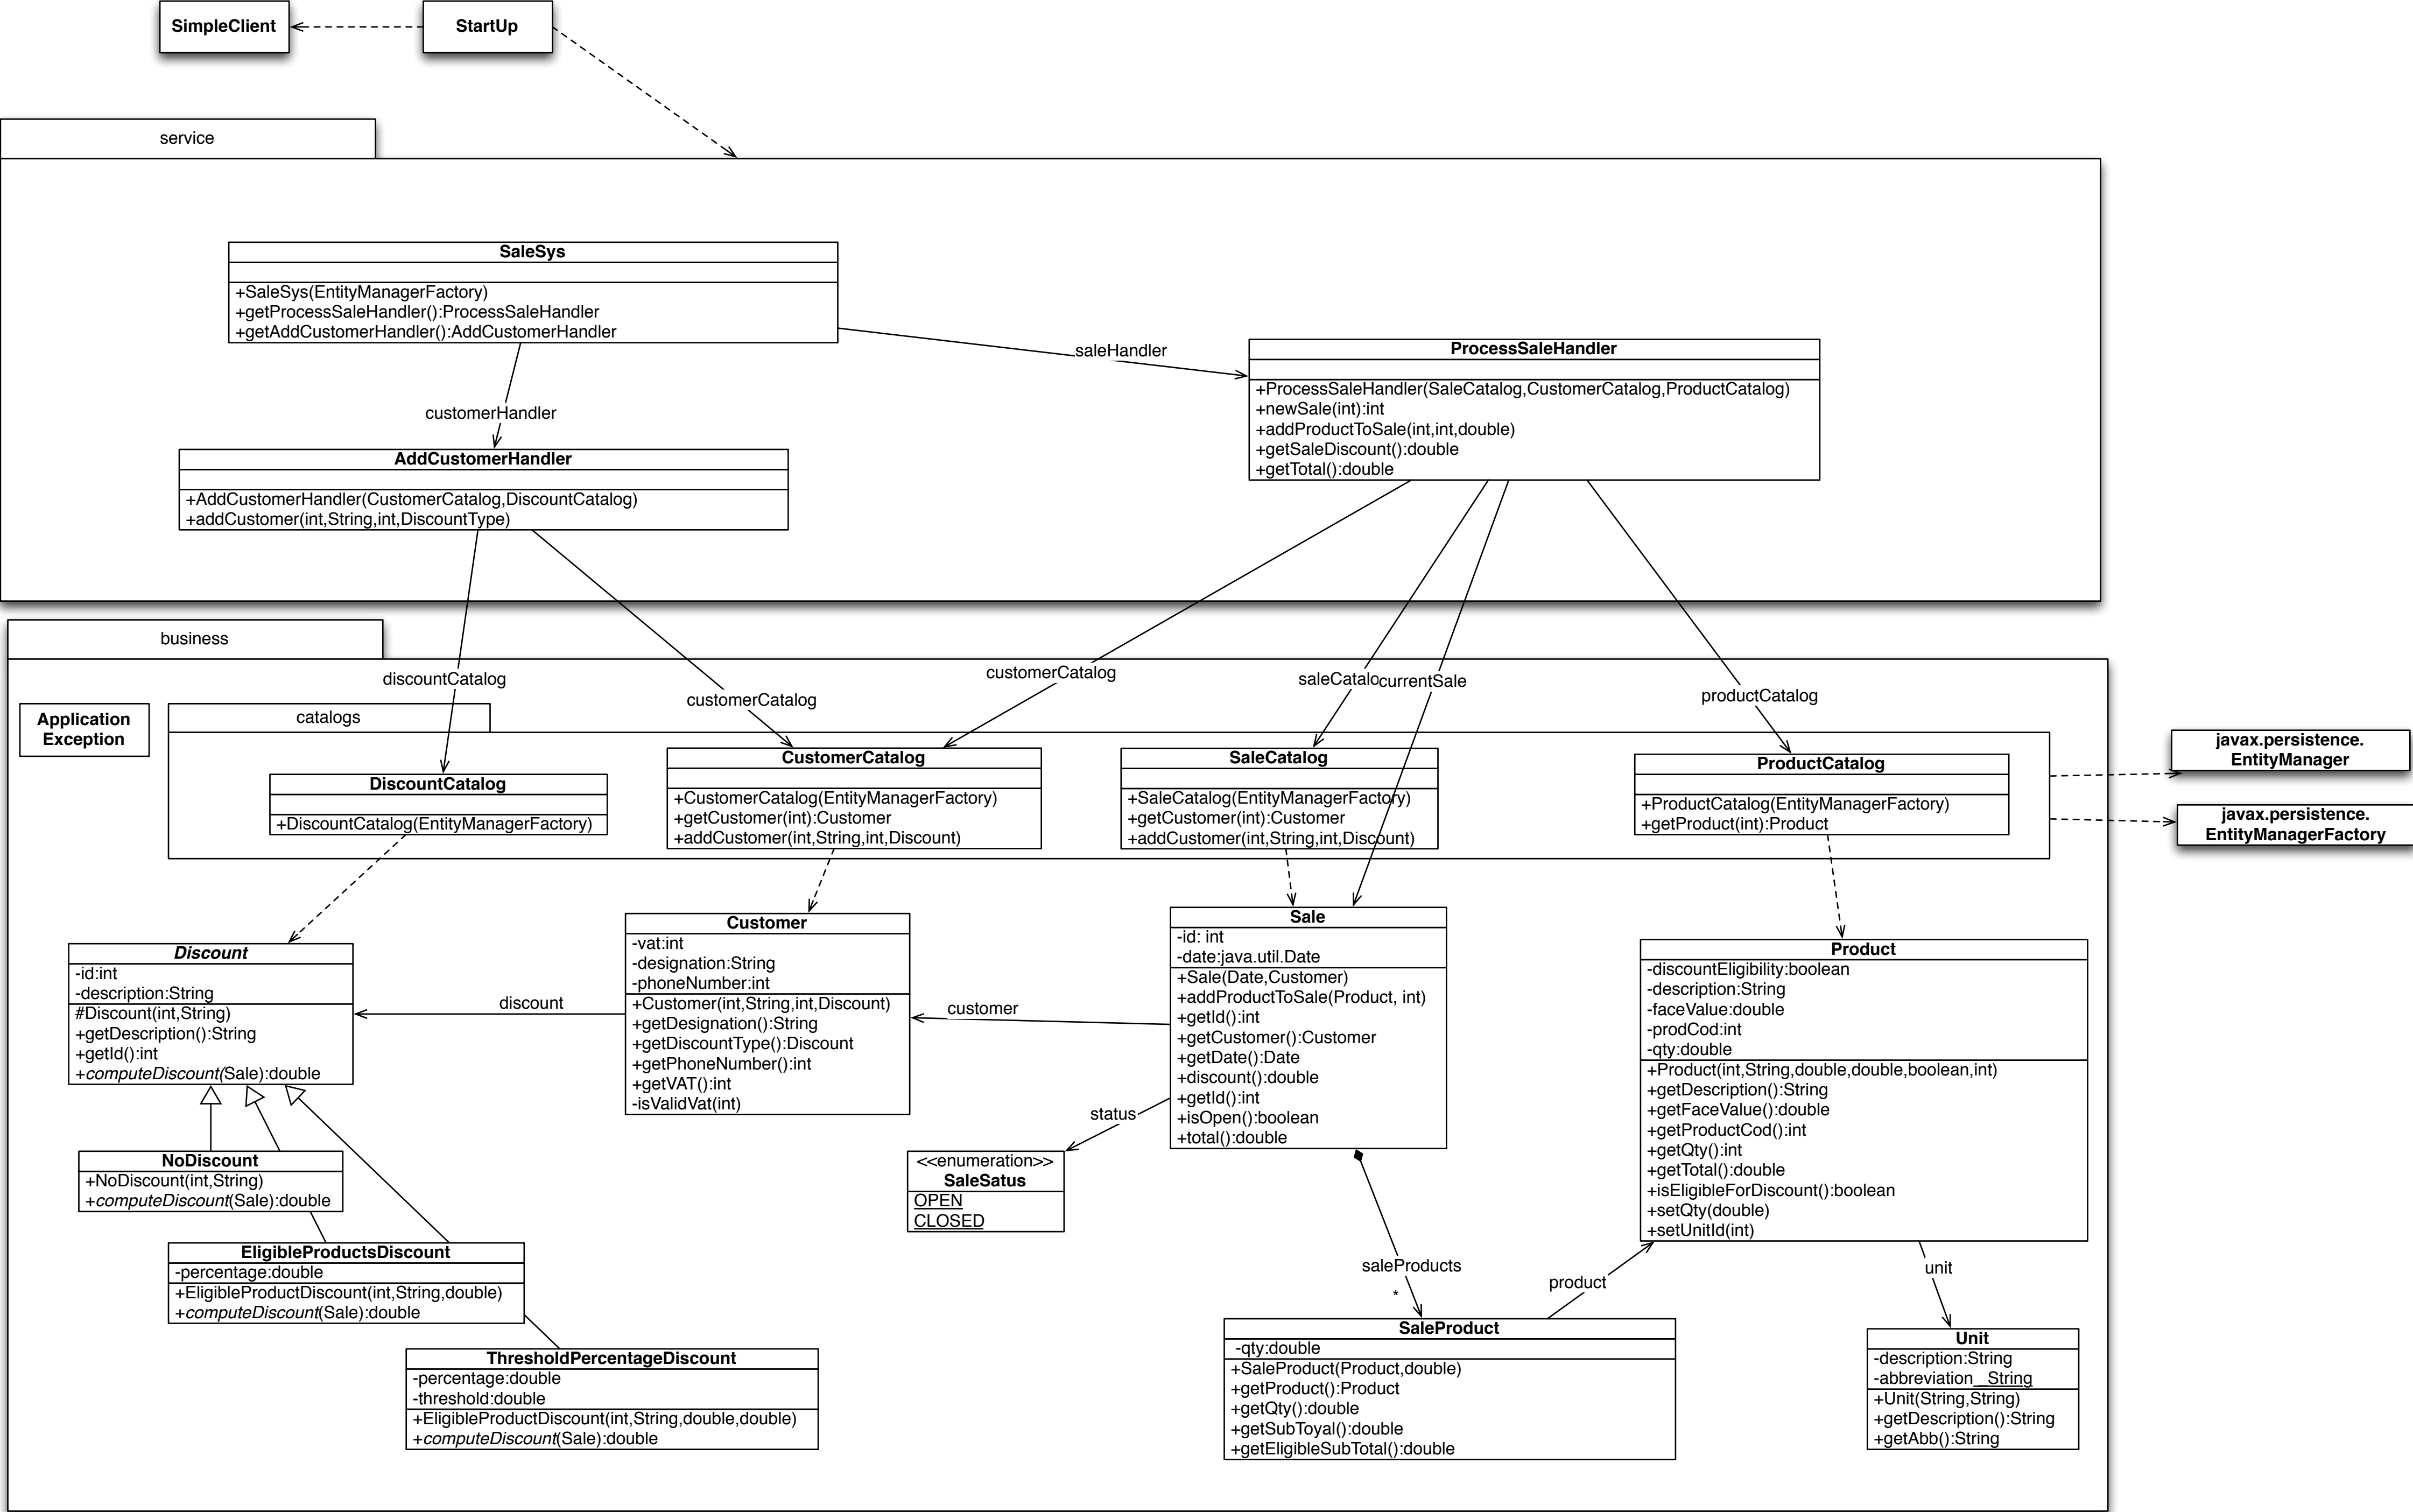 SimpleClient
StartUp
service
SaleSys
+SaleSys(EntityManagerFactory)
+getProcessSaleHandler():ProcessSaleHandler
+getAddCustomerHandler():AddCustomerHandler
saleHandler
ProcessSaleHandler
+ProcessSaleHandler(SaleCatalog,CustomerCatalog,ProductCatalog)
+newSale(int):int
+addProductToSale(int,int,double)
+getSaleDiscount():double
+getTotal():double
customerHandler
AddCustomerHandler
+AddCustomerHandler(CustomerCatalog,DiscountCatalog)
+addCustomer(int,String,int,DiscountType)
business
discountCatalog
customerCatalog
customerCatalog
saleCatalog
currentSale
productCatalog
Application
Exception
catalogs
DiscountCatalog
+DiscountCatalog(EntityManagerFactory)
CustomerCatalog
+CustomerCatalog(EntityManagerFactory)
+getCustomer(int):Customer
+addCustomer(int,String,int,Discount)
SaleCatalog
+SaleCatalog(EntityManagerFactory)
+getCustomer(int):Customer
+addCustomer(int,String,int,Discount)
ProductCatalog
+ProductCatalog(EntityManagerFactory)
+getProduct(int):Product
javax.persistence.
EntityManager
javax.persistence.
EntityManagerFactory
Discount
-id:int
-description:String
#Discount(int,String)
+getDescription():String
+getId():int
+computeDiscount(Sale):double
discount
Customer
-vat:int
-designation:String
-phoneNumber:int
+Customer(int,String,int,Discount)
+getDesignation():String
+getDiscountType():Discount
+getPhoneNumber():int
+getVAT():int
-isValidVat(int)
customer
Sale
-id: int
-date:java.util.Date
+Sale(Date,Customer)
+addProductToSale(Product, int)
+getId():int
+getCustomer():Customer
+getDate():Date
+discount():double
+getId():int
+isOpen():boolean
+total():double
Product
-discountEligibility:boolean
-description:String
-faceValue:double
-prodCod:int
-qty:double
+Product(int,String,double,double,boolean,int)
+getDescription():String
+getFaceValue():double
+getProductCod():int
+getQty():int
+getTotal():double
+isEligibleForDiscount():boolean
+setQty(double)
+setUnitId(int)
status
<<enumeration>>
SaleSatus
OPEN
CLOSED
NoDiscount
+NoDiscount(int,String)
+computeDiscount(Sale):double
EligibleProductsDiscount
-percentage:double
+EligibleProductDiscount(int,String,double)
+computeDiscount(Sale):double
ThresholdPercentageDiscount
-percentage:double
-threshold:double
+EligibleProductDiscount(int,String,double,double)
+computeDiscount(Sale):double
saleProducts
*
product
unit
SaleProduct
-qty:double
+SaleProduct(Product,double)
+getProduct():Product
+getQty():double
+getSubToyal():double
+getEligibleSubTotal():double
Unit
-description:String
-abbreviation_String
+Unit(String,String)
+getDescription():String
+getAbb():String